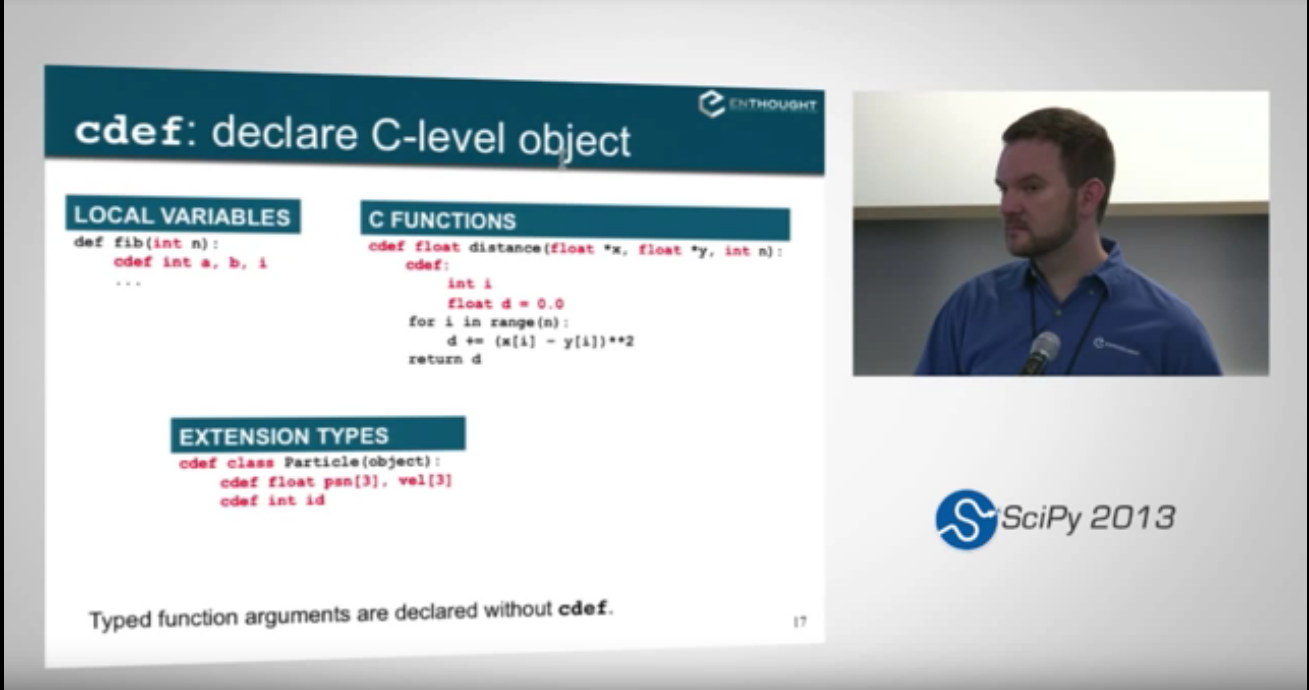 ENTHOUGHT
cdef: declare C-level object
LOCAL VARIABLES
def fib(int n):
    cdef int a, b, i
    ...
C FUNCTIONS
cdef float distance(float *x, float *y, int n):
    cdef:
        int i
        float d = 0.0
    for i in range(n):
        d += (x[i] - y[i])**2
    return d
EXTENSION TYPES
cdef class Particle(object):
    cdef float psn[3], vel[3]
    cdef int id
Typed function arguments are declared without cdef.
17
SciPy 2013